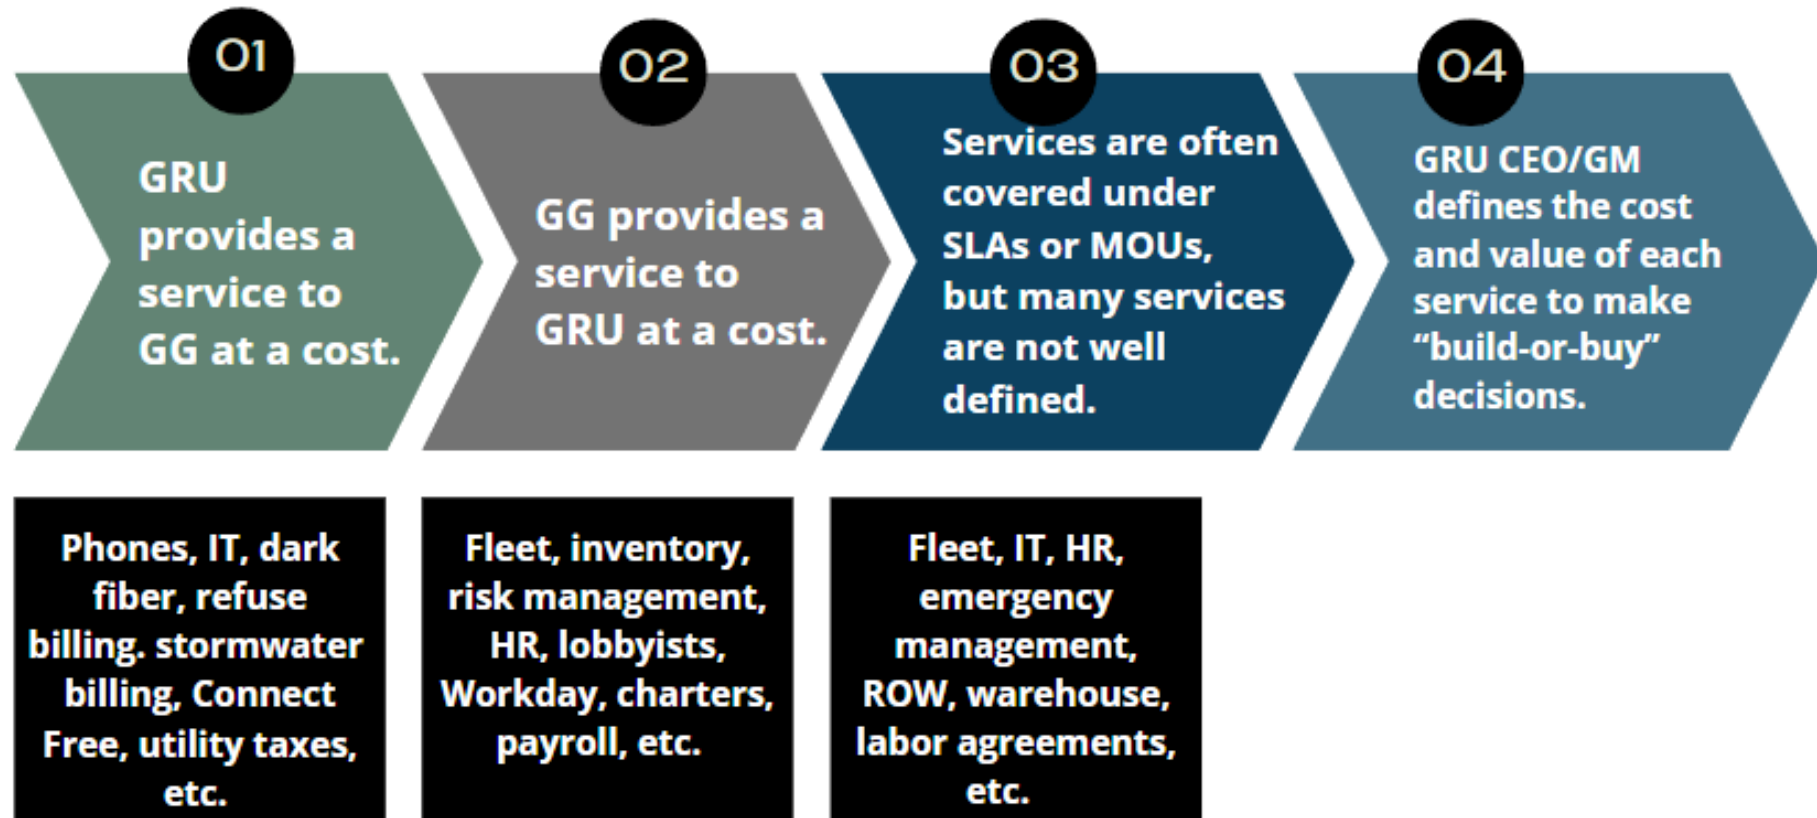 01
GRU
provides a
service to
GG at a cost.
02
GG provides a
service to
GRU at a cost.
03
Services are often
covered under
SLAs or MOUs,
but many services
are not well
defined.
04
GRU CEO/GM
defines the cost
and value of each
service to make
“build-or-buy”
decisions.
Phones, IT, dark
fiber, refuse
billing. stormwater
billing, Connect
Free, utility taxes,
etc.
Fleet, inventory,
risk management,
HR, lobbyists,
Workday, charters,
payroll, etc.
Fleet, IT, HR,
emergency
management,
ROW, warehouse,
labor agreements,
etc.